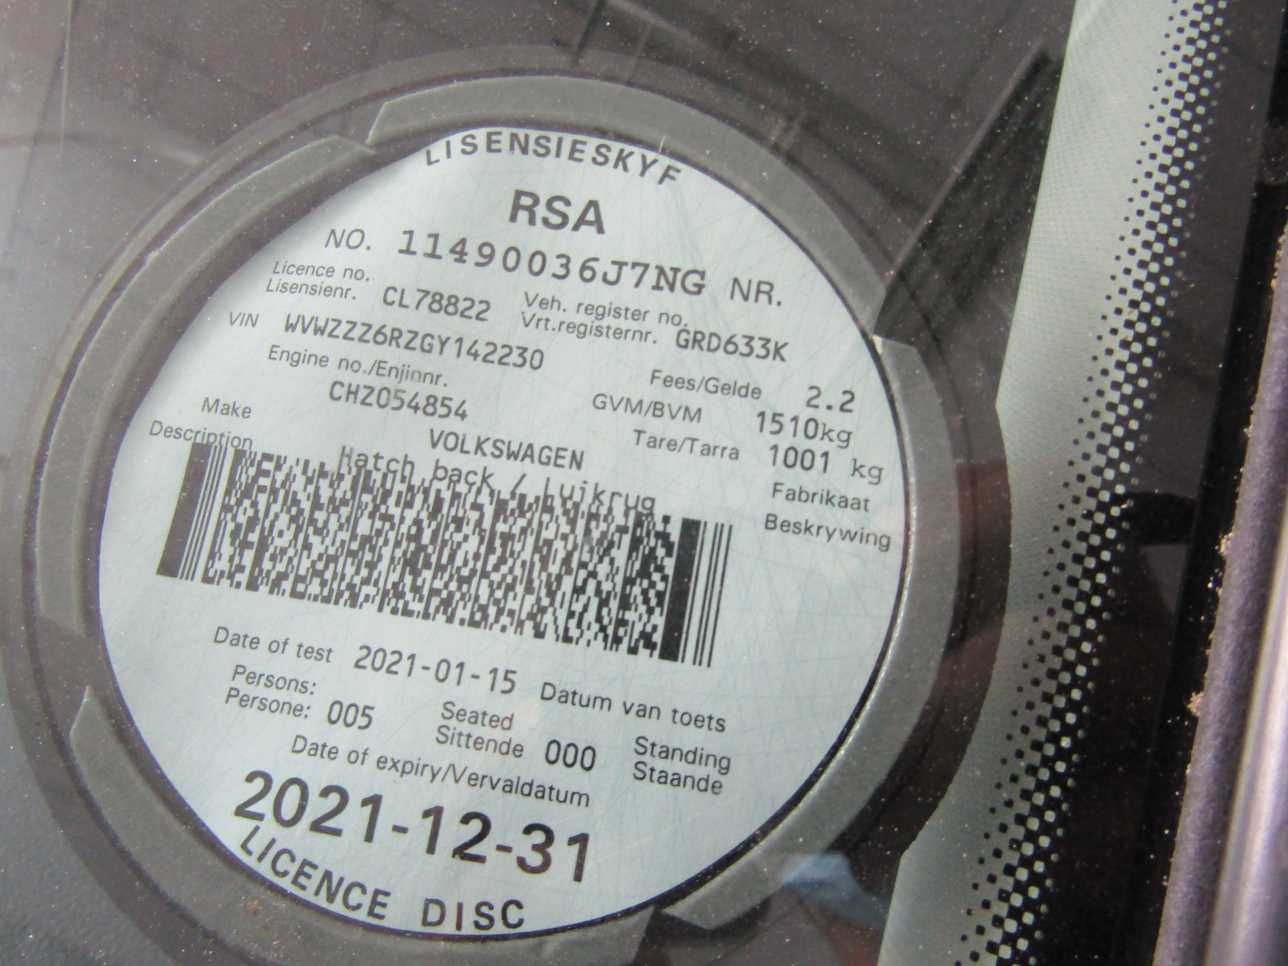 LISENSIESKYF
RSA
NO. 11490036J7NG NR.
Licence no. Lisensienr. CL78822 Veh. register no. Vrt.registernr. GRD633K
VIN WVWZZZ6RZGY142230
Fees/Gelde 2.2
Engine no./Enjinnr. CHZ054854
GVM/BVM 1510kg
Tare/Tarra 1001 kg
Make VOLKSWAGEN Fabrikaat
Description Hatch back / Luikrug Beskrywing
Date of test 2021-01-15 Datum van toets
Persons: Persone: 005 Seated Sittende 000 Standing Staande
Date of expiry/Vervaldatum
2021-12-31
LICENCE DISC